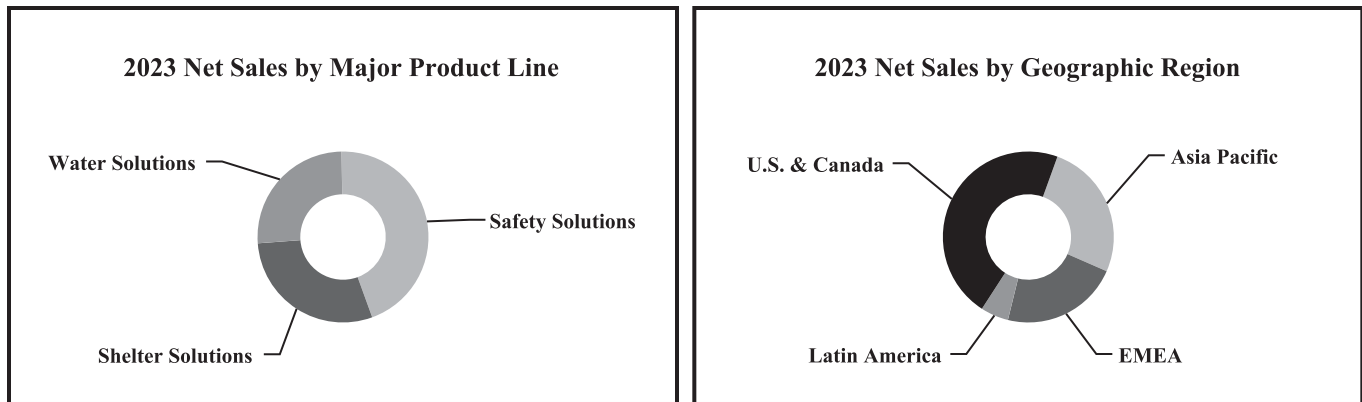 2023 Net Sales by Major Product Line
Water Solutions
Safety Solutions
Shelter Solutions
2023 Net Sales by Geographic Region
U.S. & Canada
Asia Pacific
Latin America
EMEA